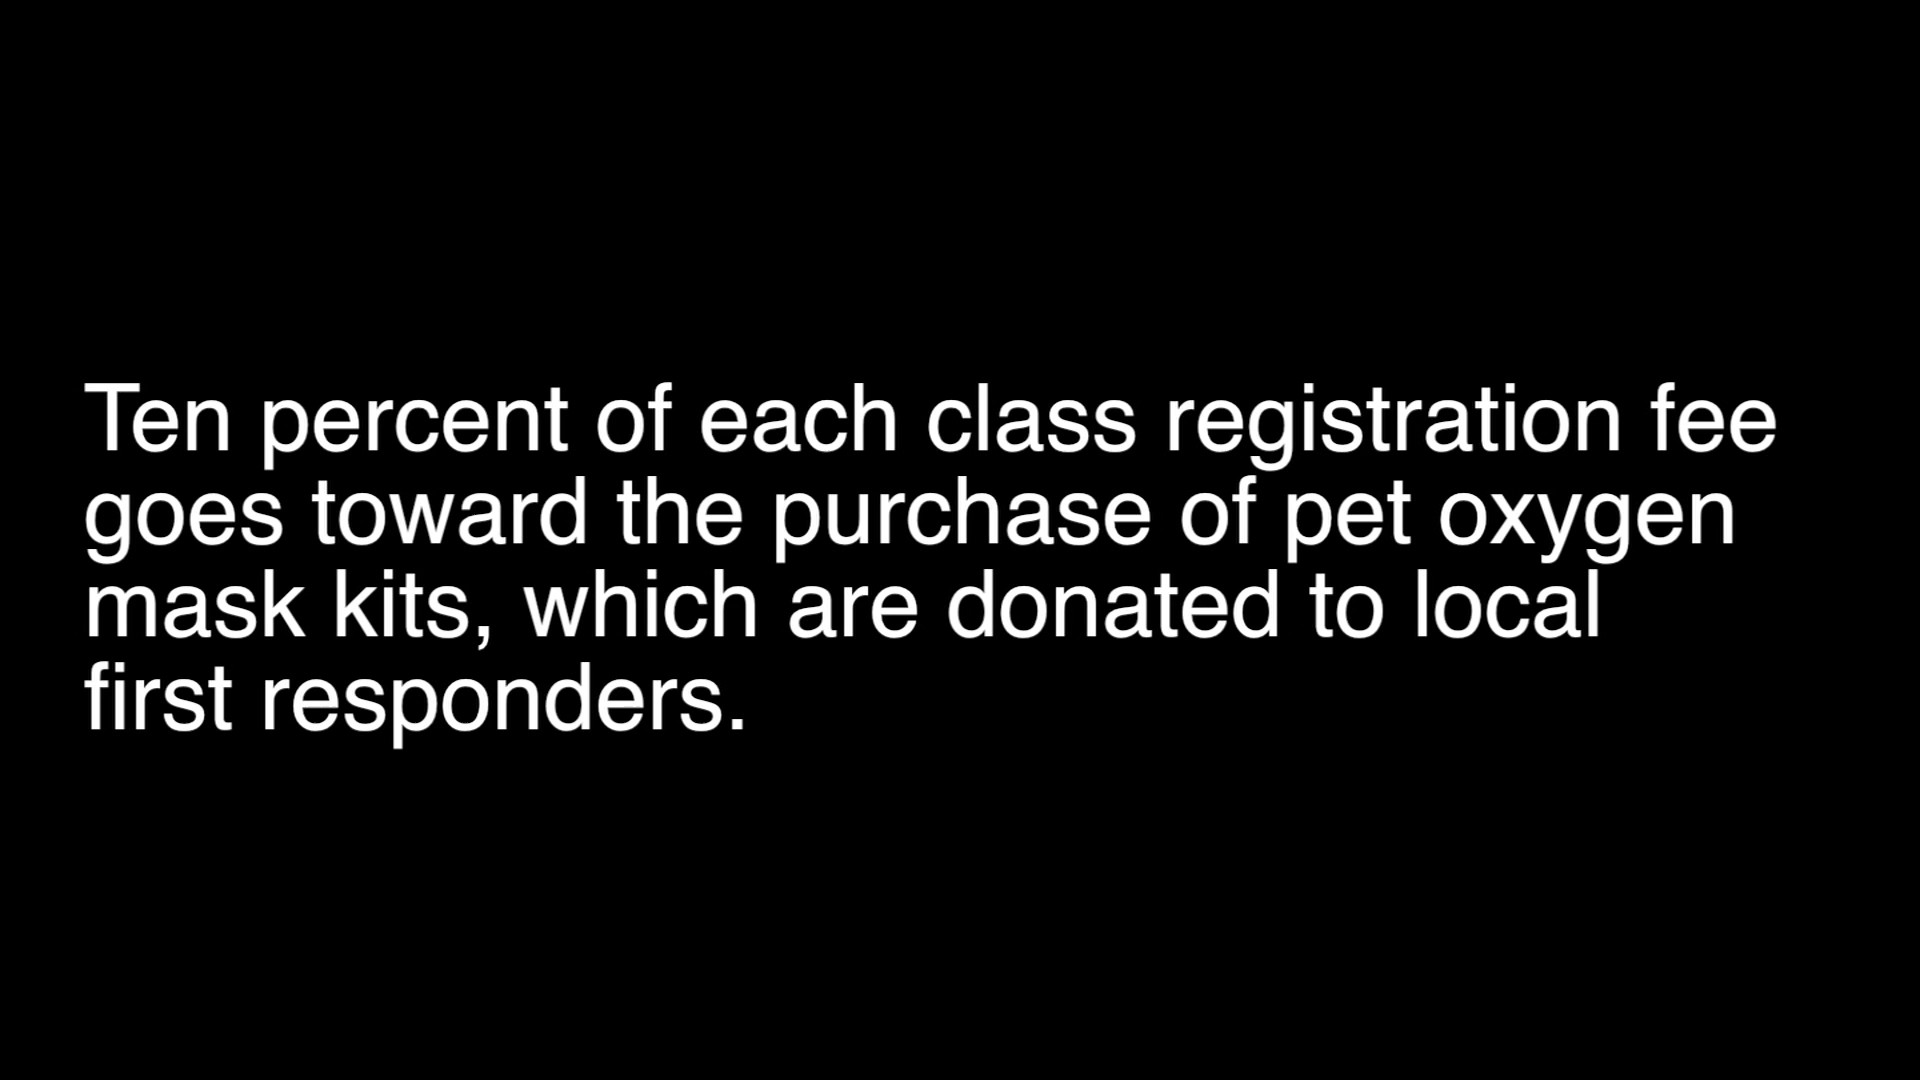 Ten percent of each class registration fee
goes toward the purchase of pet oxygen
mask kits, which are donated to local
first responders.